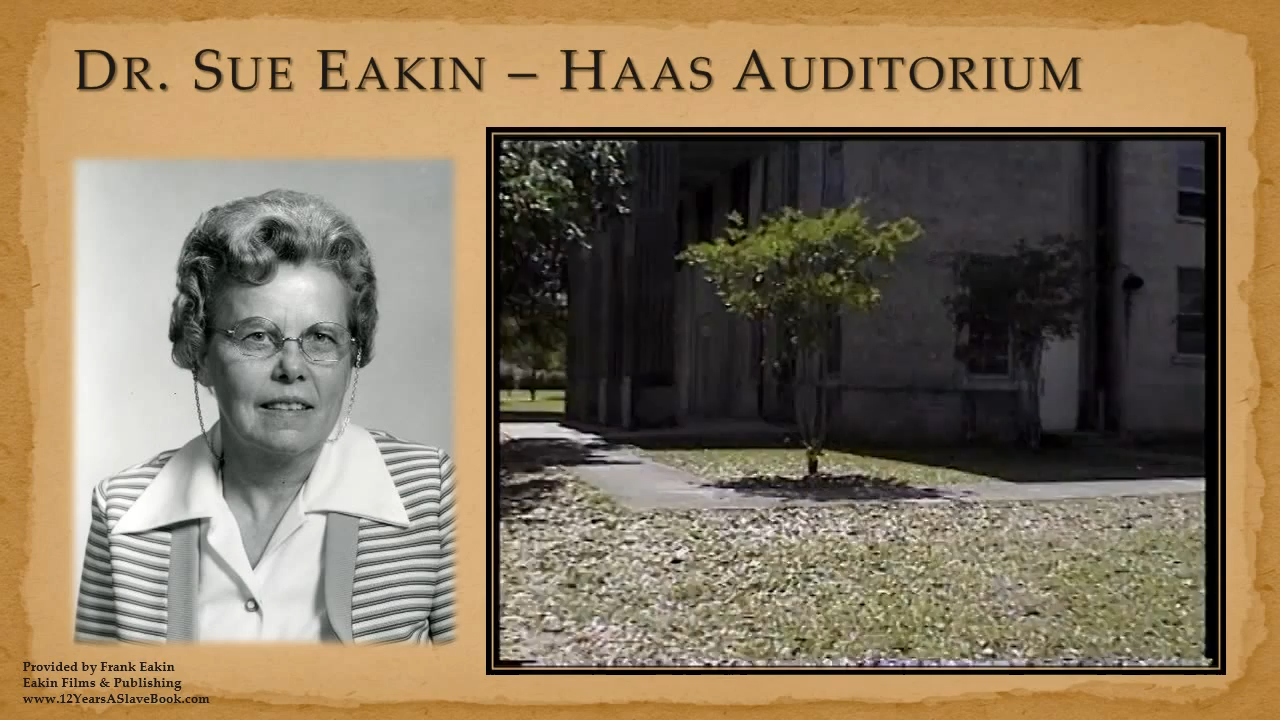 Dr. Sue Eakin – Haas Auditorium
Provided by Frank Eakin
Eakin Films & Publishing
www.12YearsASlaveBook.com